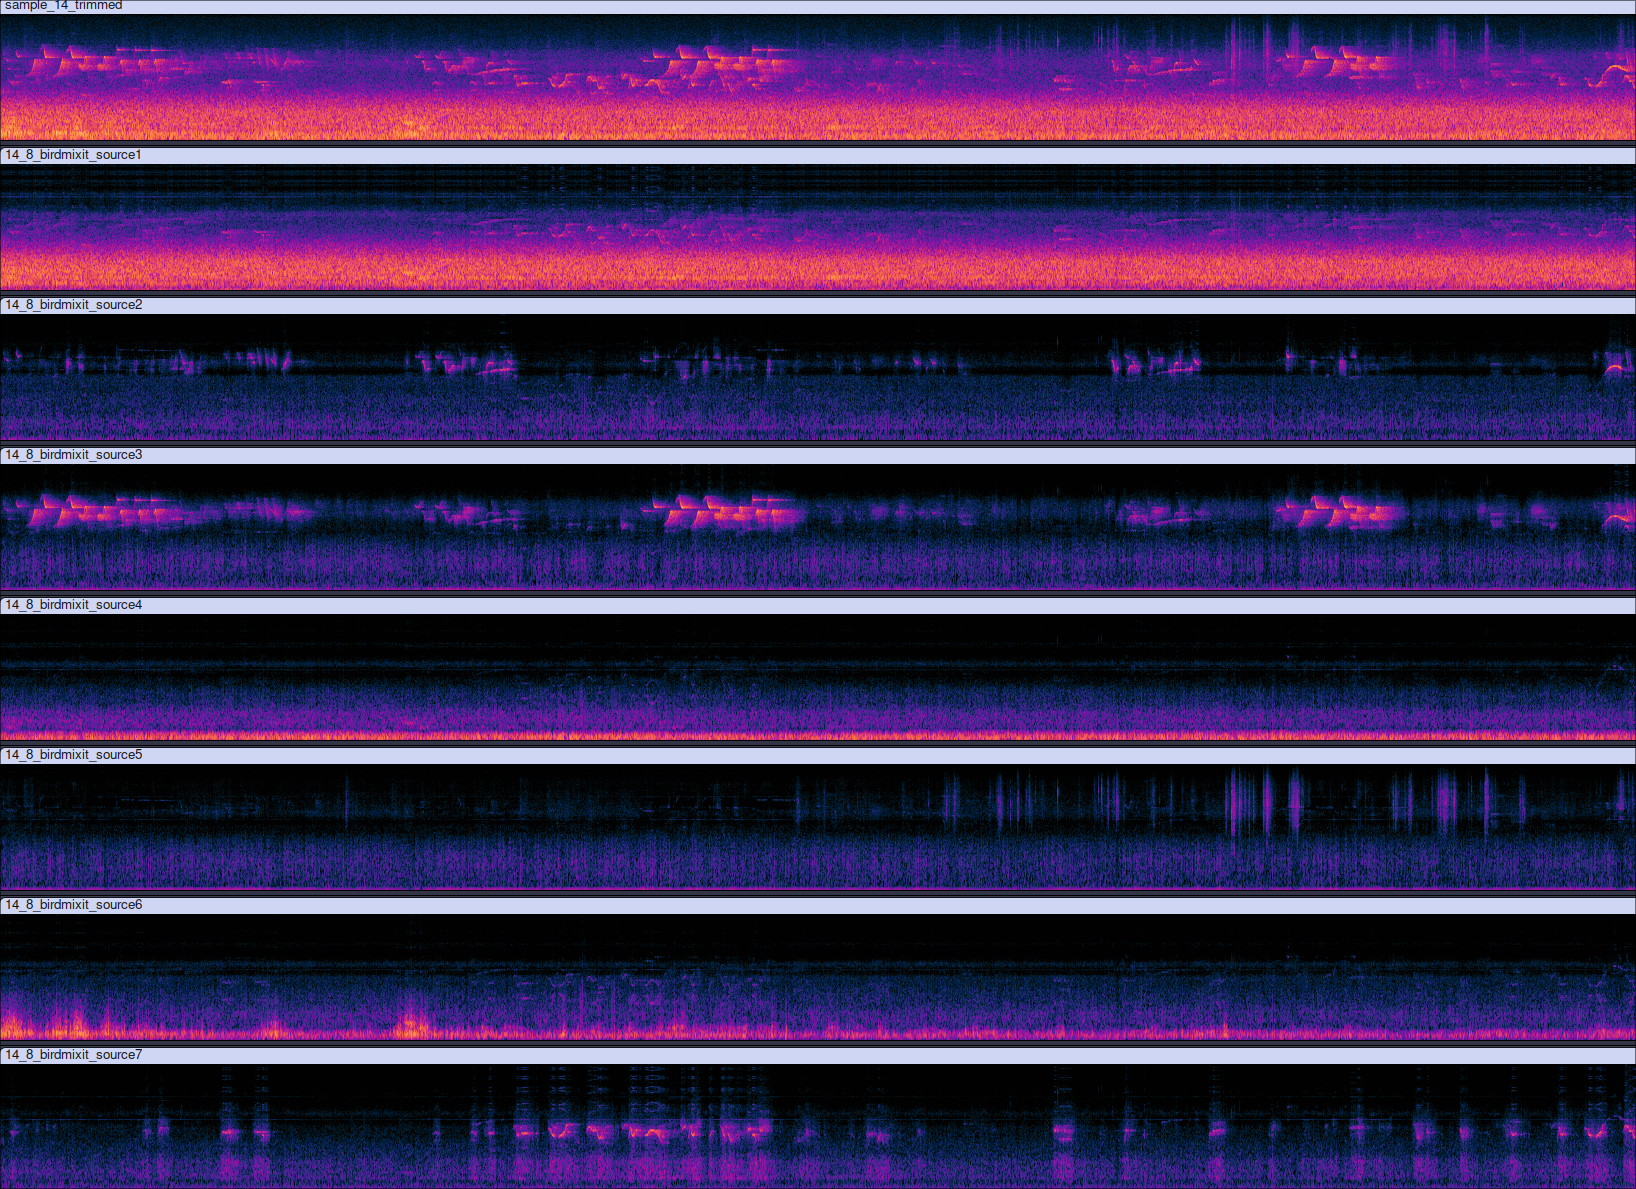 sample_14_trimmed
14_8_birdmixit_source1
14_8_birdmixit_source2
14_8_birdmixit_source3
14_8_birdmixit_source4
14_8_birdmixit_source5
14_8_birdmixit_source6
14_8_birdmixit_source7